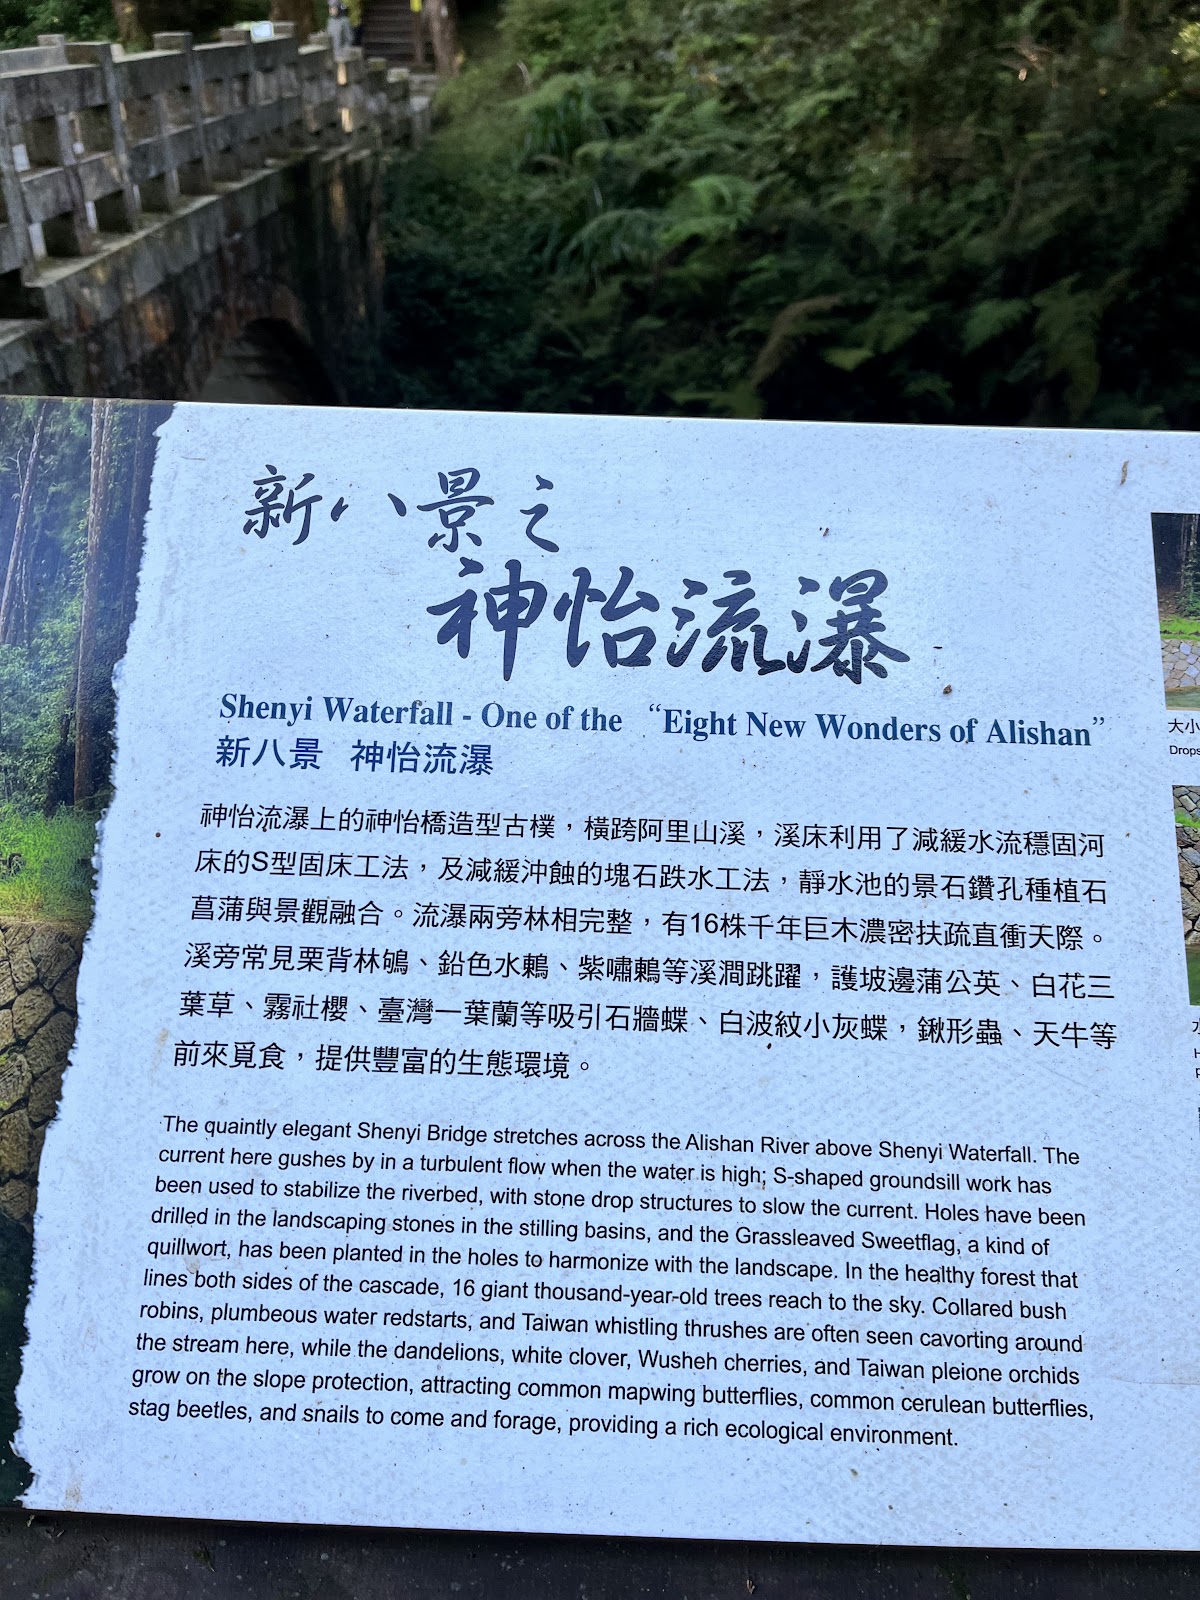 新八景之
神怡流瀑
Shenyi Waterfall - One of the “Eight New Wonders of Alishan”
新八景 神怡流瀑
神怡流瀑上的神怡橋造型古樸，橫跨阿里山溪，溪床利用了減緩水流穩固河
床的S型固床工法，及減緩沖蝕的塊石跌水工法，靜水池的景石鑽孔種植石
菖蒲與景觀融合。流瀑兩旁林相完整，有16株千年巨木濃密扶疏直衝天際。
溪旁常見栗背林鴝、鉛色水鶇、紫嘯鶇等溪澗跳躍，護坡邊蒲公英、白花三
葉草、霧社櫻、臺灣一葉蘭等吸引石牆蝶、白波紋小灰蝶，鍬形蟲、天牛等
前來覓食，提供豐富的生態環境。
The quaintly elegant Shenyi Bridge stretches across the Alishan River above Shenyi Waterfall. The
current here gushes by in a turbulent flow when the water is high; S-shaped groundsill work has
been used to stabilize the riverbed, with stone drop structures to slow the current. Holes have been
drilled in the landscaping stones in the stilling basins, and the Grassleaved Sweetflag, a kind of
quillwort, has been planted in the holes to harmonize with the landscape. In the healthy forest that
lines both sides of the cascade, 16 giant thousand-year-old trees reach to the sky. Collared bush
robins, plumbeous water redstarts, and Taiwan whistling thrushes are often seen cavorting around
the stream here, while the dandelions, white clover, Wusheh cherries, and Taiwan pleione orchids
grow on the slope protection, attracting common mapwing butterflies, common cerulean butterflies,
stag beetles, and snails to come and forage, providing a rich ecological environment.
大小
Drops